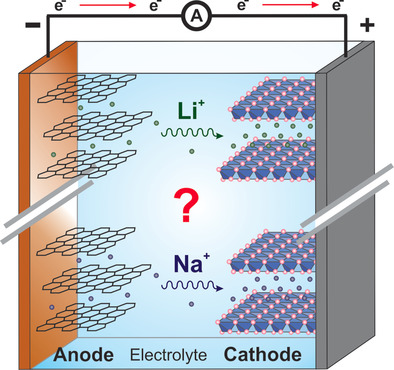 e⁻ e⁻ e⁻ e⁻
− A +
Li⁺
?
Na⁺
Anode Electrolyte Cathode